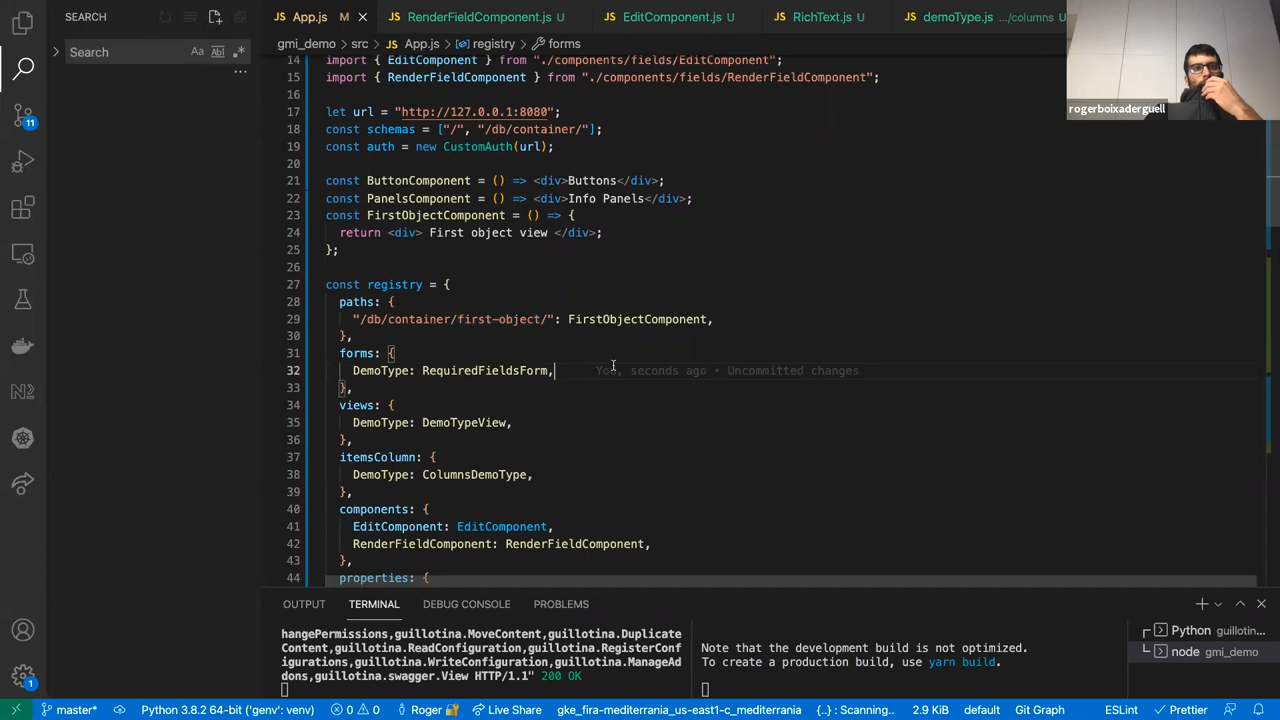 SEARCH
Search
Aa
Ab
App.js M
RenderFieldComponent.js U
EditComponent.js U
RichText.js U
demoType.js .../columns U
gmi_demo > src > App.js > registry > forms
14 import { EditComponent } from "./components/fields/EditComponent";
15 import { RenderFieldComponent } from "./components/fields/RenderFieldComponent";
16
17 let url = "http://127.0.0.1:8080";
18 const schemas = ["/", "/db/container/"];
19 const auth = new CustomAuth(url);
20
21 const ButtonComponent = () => <div>Buttons</div>;
22 const PanelsComponent = () => <div>Info Panels</div>;
23 const FirstObjectComponent = () => {
24 return <div> First object view </div>;
25 };
26
27 const registry = {
28 paths: {
29 "/db/container/first-object/": FirstObjectComponent,
30 },
31 forms: {
32 DemoType: RequiredFieldsForm, You, seconds ago • Uncommitted changes
33 },
34 views: {
35 DemoType: DemoTypeView,
36 },
37 itemsColumn: {
38 DemoType: ColumnsDemoType,
39 },
40 components: {
41 EditComponent: EditComponent,
42 RenderFieldComponent: RenderFieldComponent,
43 },
44 properties: {
rogerboixaderguell
11
N2
1
OUTPUT
TERMINAL
DEBUG CONSOLE
PROBLEMS
hangePermissions,guillotina.MoveContent,guillotina.Duplicate
Content,guillotina.ReadConfiguration,guillotina.RegisterConf
igurations,guillotina.WriteConfiguration,guillotina.ManageAd
dons,guillotina.swagger.View HTTP/1.1" 200 OK
Note that the development build is not optimized.
To create a production build, use yarn build.
Python guillotin...
node gmi_demo
master*
Python 3.8.2 64-bit ('genv': venv)
0
0
Roger
Live Share
gke_fira-mediterrania_us-east1-c_mediterrania
{..} : Scanning..
2.9 KiB
default
Git Graph
ESLint
Prettier